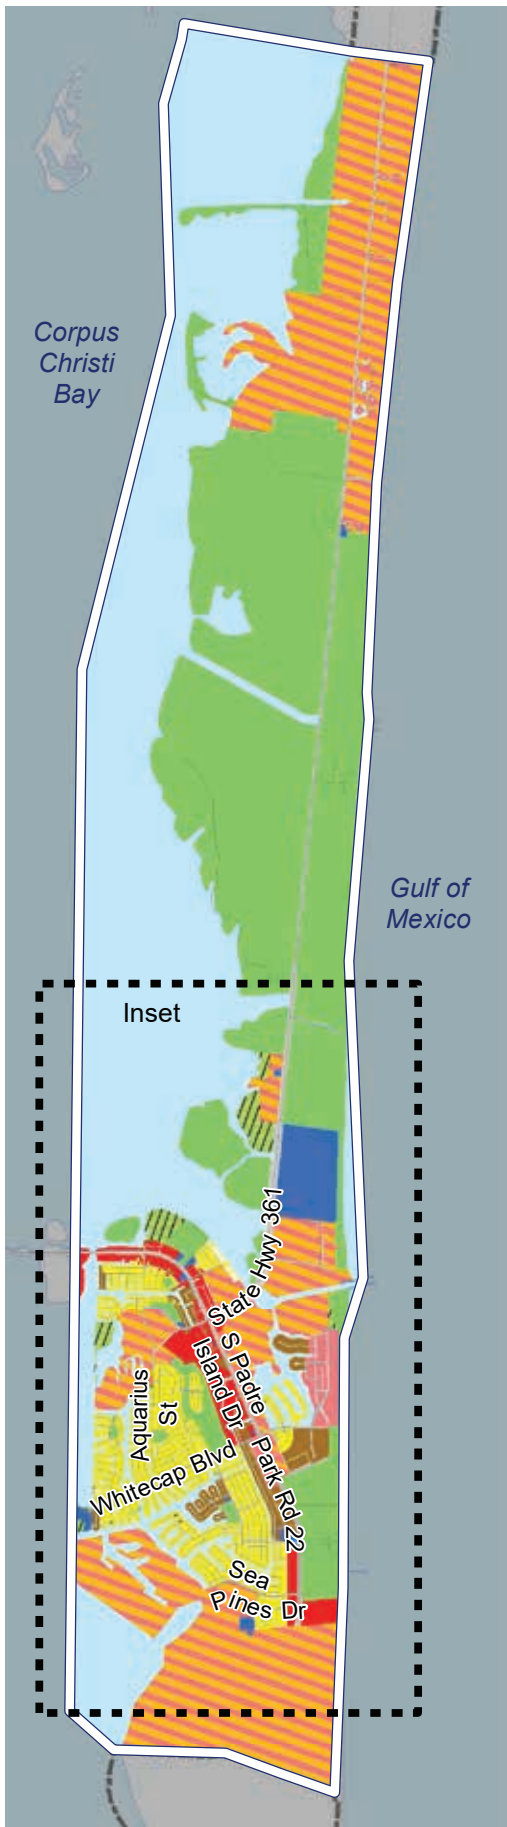 Corpus
Christi
Bay
Gulf of
Mexico
Inset
State Hwy 361
S Padre
Island Dr
Aquarius
St
Park Rd 22
Whitecap Blvd
Sea
Pines Dr